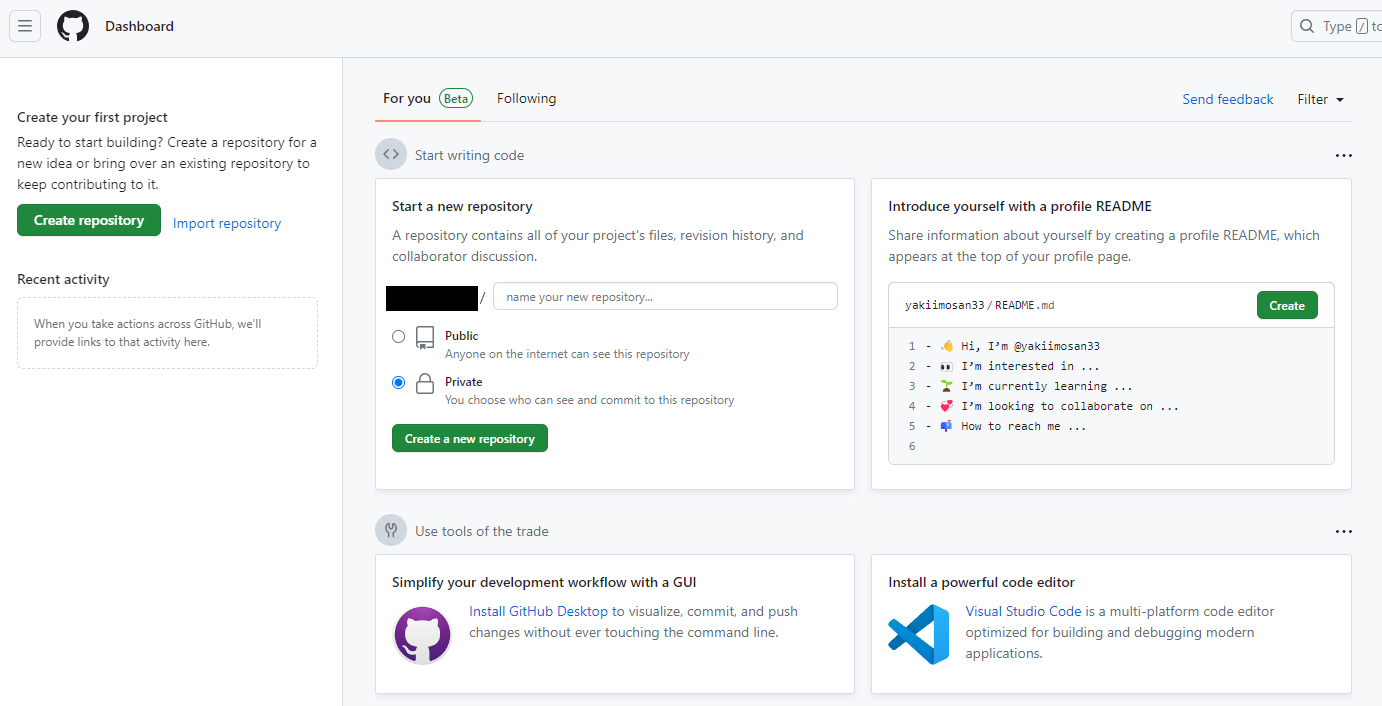 Dashboard
Type / to
Create your first project
Ready to start building? Create a repository for a
new idea or bring over an existing repository to
keep contributing to it.
Create repository
Import repository
Recent activity
When you take actions across GitHub, we'll
provide links to that activity here.
For you Beta
Following
Send feedback
Filter
Start writing code
Start a new repository
A repository contains all of your project's files, revision history, and
collaborator discussion.
/ name your new repository...
Public
Anyone on the internet can see this repository
Private
You choose who can see and commit to this repository
Create a new repository
Introduce yourself with a profile README
Share information about yourself by creating a profile README, which
appears at the top of your profile page.
yakiimosan33/README.md
Create
1 - 👋 Hi, I'm @yakiimosan33
2 - 👀 I'm interested in ...
3 - 🌱 I'm currently learning ...
4 - 💞️ I'm looking to collaborate on ...
5 - 📫 How to reach me ...
6
Use tools of the trade
Simplify your development workflow with a GUI
Install GitHub Desktop to visualize, commit, and push
changes without ever touching the command line.
Install a powerful code editor
Visual Studio Code is a multi-platform code editor
optimized for building and debugging modern
applications.